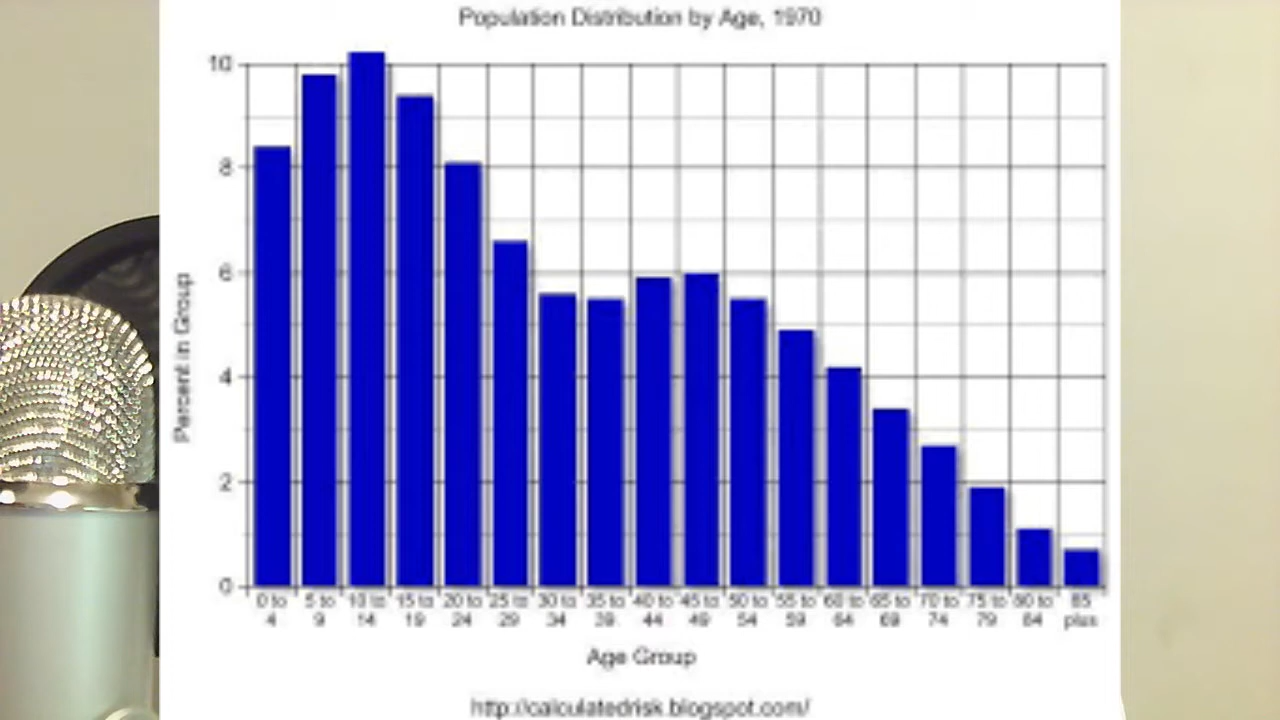 Population Distribution by Age, 1970
10
8
6
4
2
0
Percent in Group
0 to 5 to 10 to 15 to 20 to 25 to 30 to 35 to 40 to 45 to 50 to 55 to 60 to 65 to 70 to 75 to 80 to 85
4 9 14 19 24 29 34 39 44 49 54 59 64 69 74 79 84 plus
Age Group
http://calculatedrisk.blogspot.com/